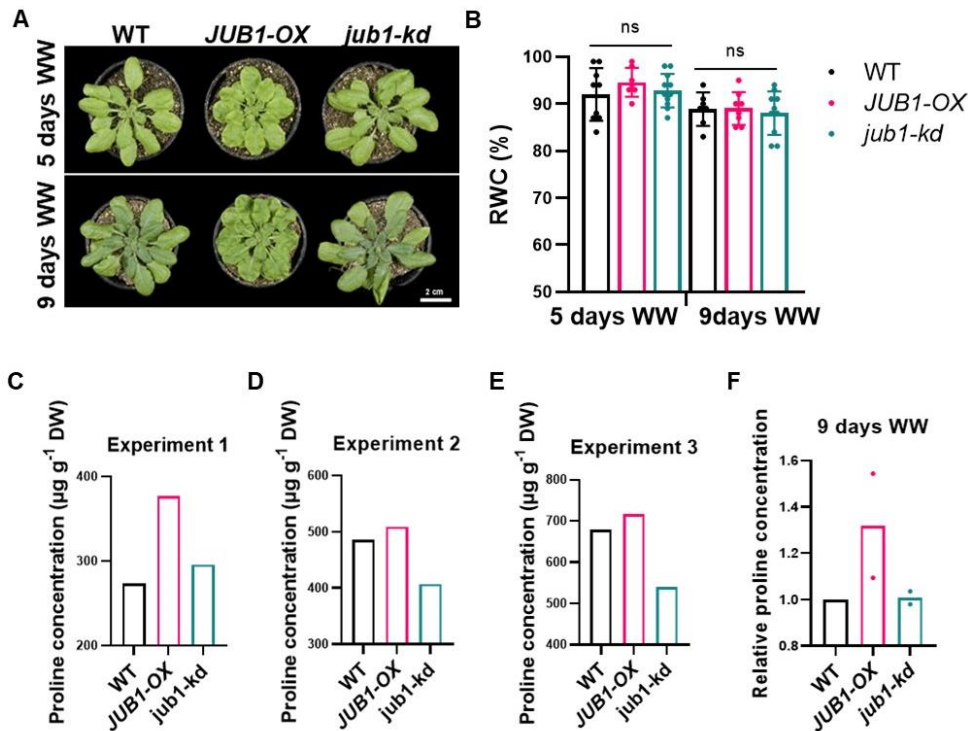 A
WT
JUB1-OX
jub1-kd
5 days WW
9 days WW
2 cm
B
ns
ns
RWC (%)
100
90
80
70
60
50
5 days WW
9days WW
WT
JUB1-OX
jub1-kd
C
Experiment 1
Proline concentration (µg g⁻¹ DW)
400
300
200
WT
JUB1-OX
jub1-kd
D
Experiment 2
Proline concentration (µg g⁻¹ DW)
600
500
400
300
WT
JUB1-OX
jub1-kd
E
Experiment 3
Proline concentration (µg g⁻¹ DW)
800
700
600
500
400
WT
JUB1-OX
jub1-kd
F
9 days WW
Relative proline concentration
1.6
1.4
1.2
1.0
0.8
WT
JUB1-OX
jub1-kd